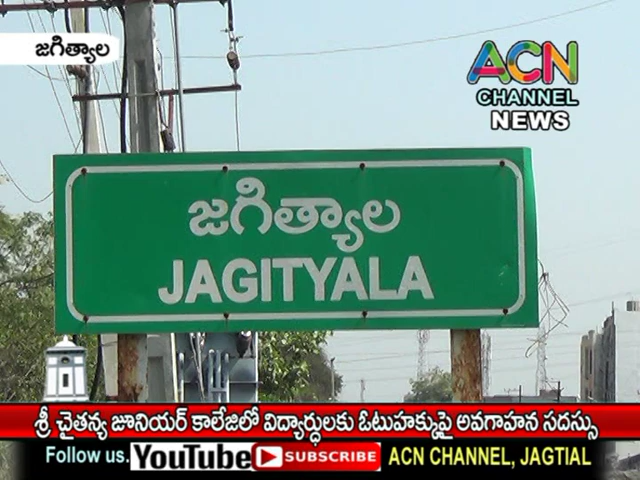 జగిత్యాల
ACN
CHANNEL
NEWS
జగిత్యాల
JAGITYALA
శ్రీ చైతన్య జూనియర్ కాలేజిలో విద్యార్ధులకు ఓటుహక్కుపై అవగాహన సదస్సు
Follow us. YouTube SUBSCRIBE ACN CHANNEL, JAGTIAL